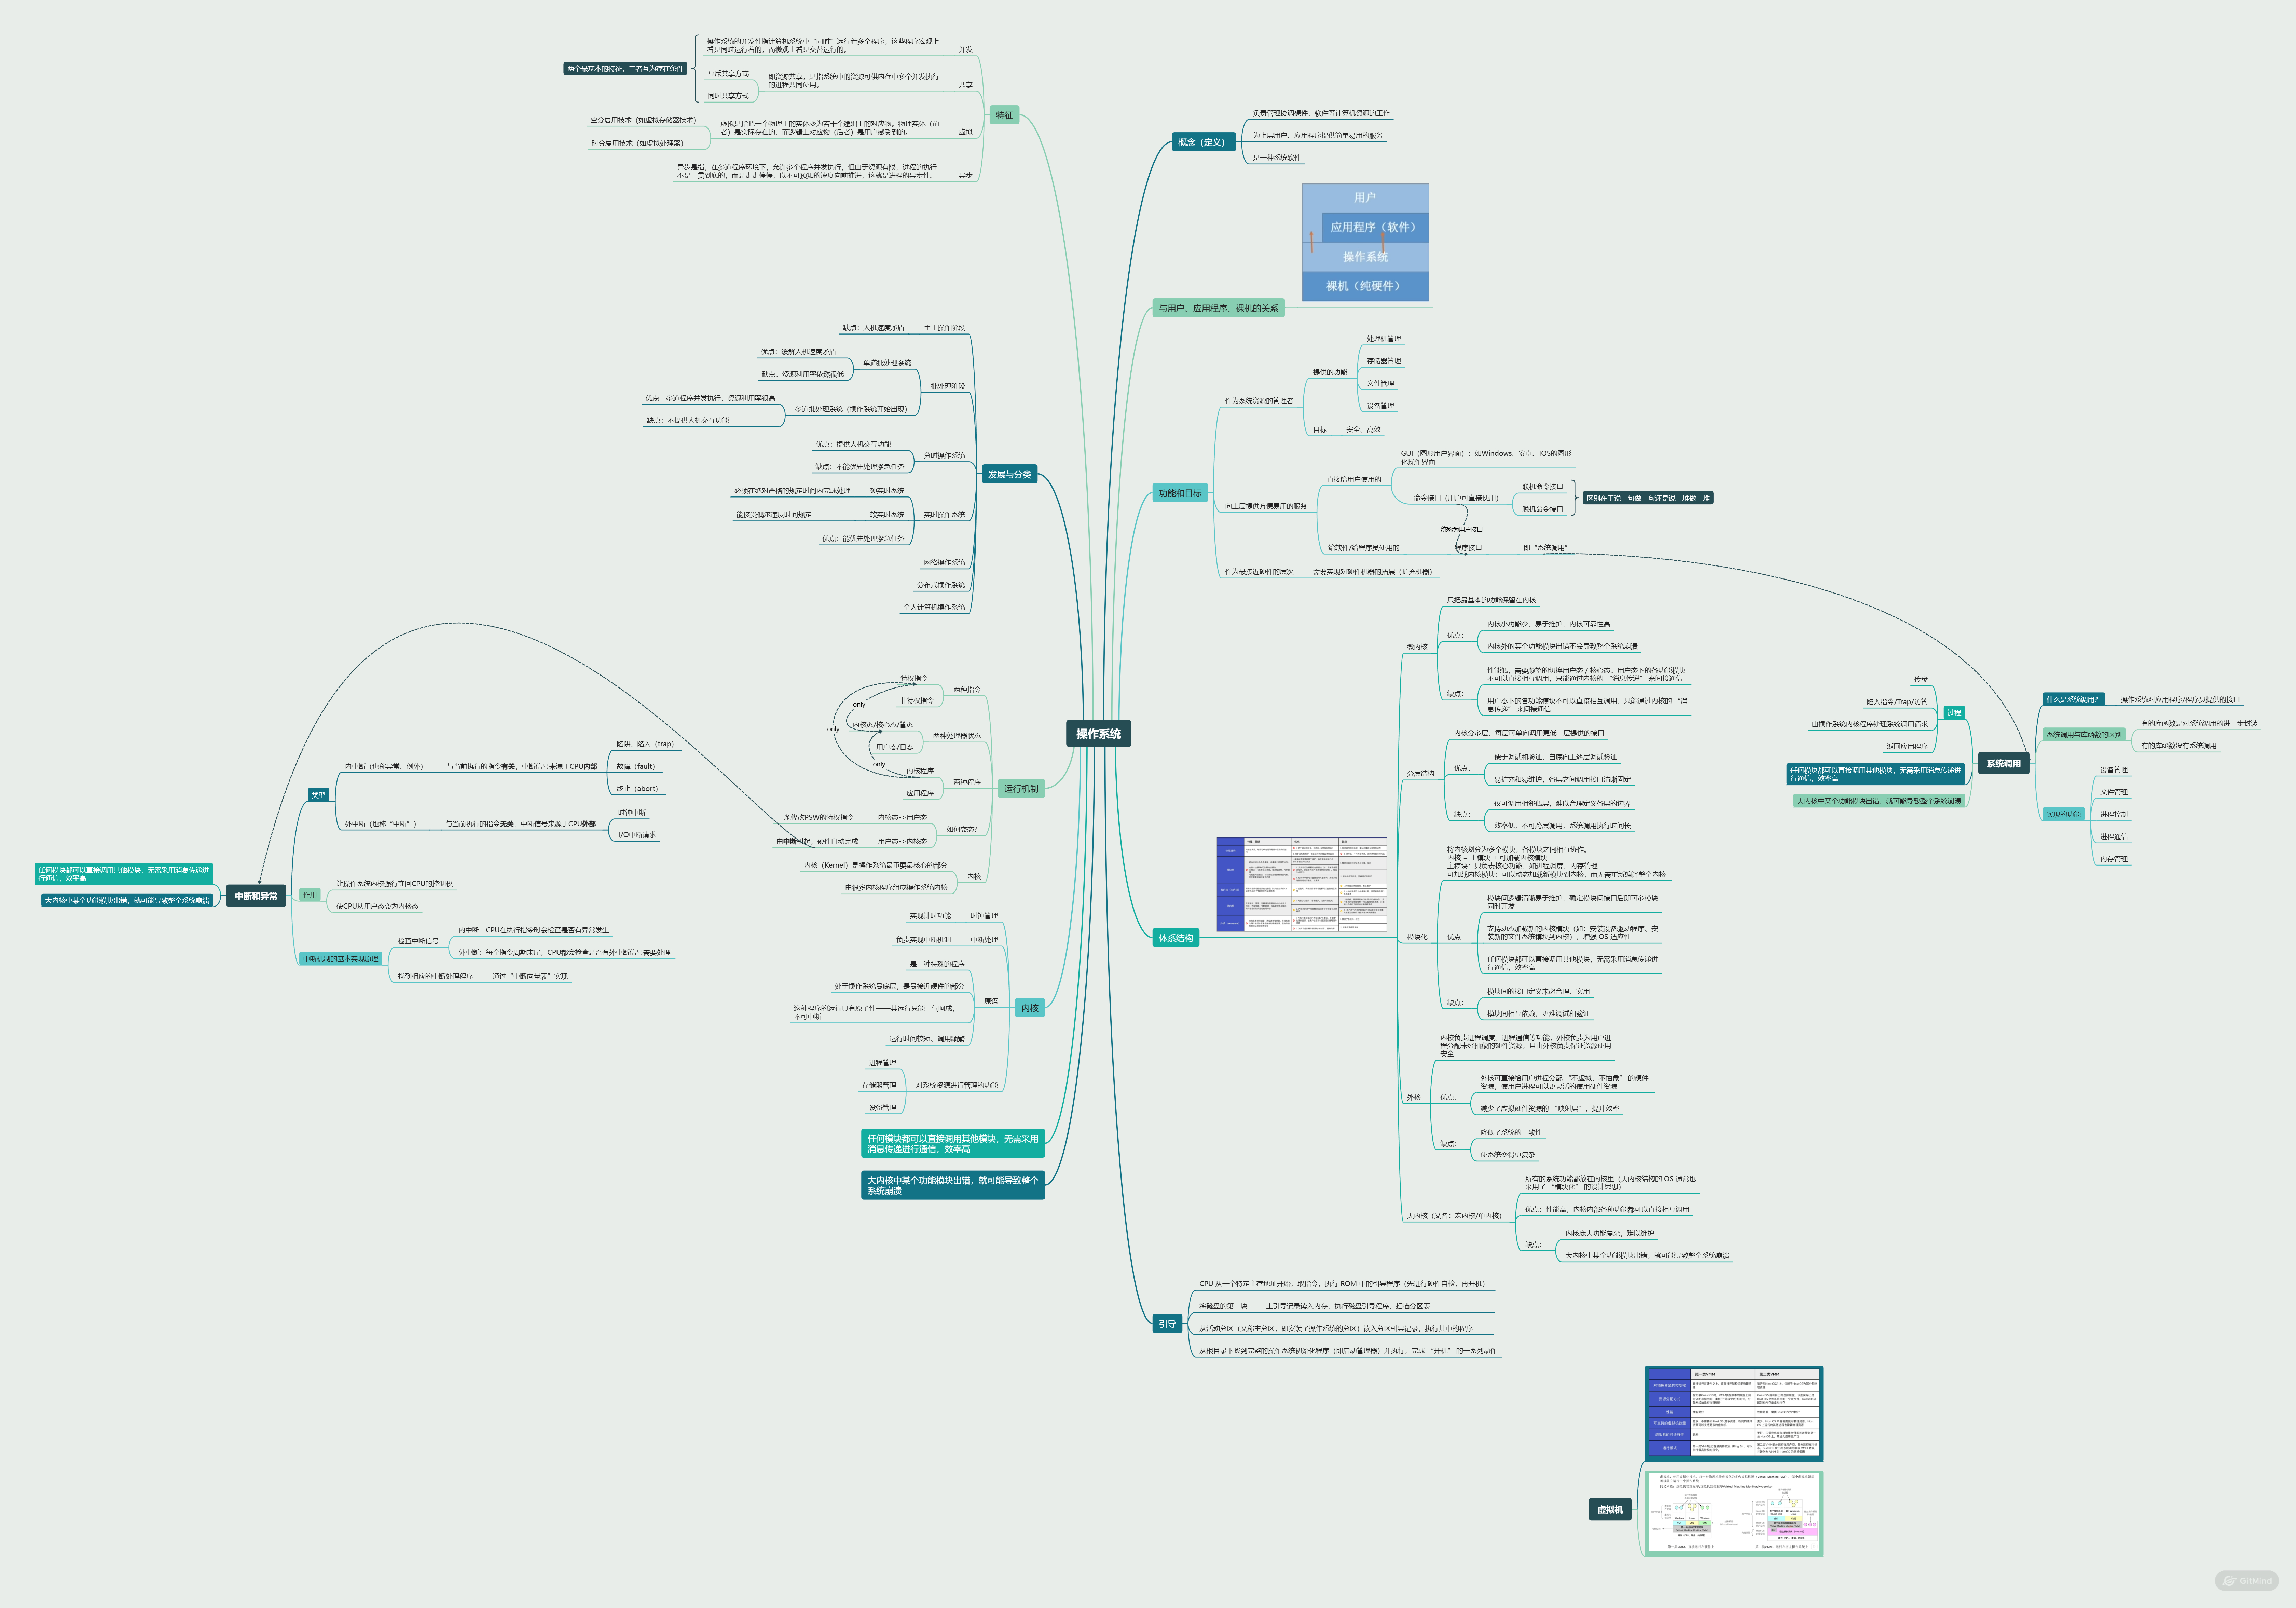 操作系统
特征
两个最基本的特征，二者互为存在条件
操作系统的并发性指计算机系统中“同时”运行着多个程序，这些程序宏观上
看是同时运行着的，而微观上看是交替运行的。
并发
互斥共享方式
同时共享方式
即资源共享，是指系统中的资源可供内存中多个并发执行
的进程共同使用。
共享
空分复用技术（如虚拟存储器技术）
时分复用技术（如虚拟处理器）
虚拟是指把一个物理上的实体变为若干个逻辑上的对应物。物理实体（前
者）是实际存在的，而逻辑上对应物（后者）是用户感受到的。
虚拟
异步是指，在多道程序环境下，允许多个程序并发执行，但由于资源有限，进程的执行
不是一贯到底的，而是走走停停，以不可预知的速度向前推进，这就是进程的异步性。
异步
发展与分类
缺点：人机速度矛盾
手工操作阶段
优点：缓解人机速度矛盾
缺点：资源利用率依然很低
单道批处理系统
批处理阶段
优点：多道程序并发执行，资源利用率很高
缺点：不提供人机交互功能
多道批处理系统（操作系统开始出现）
优点：提供人机交互功能
缺点：不能优先处理紧急任务
分时操作系统
必须在绝对严格的规定时间内完成处理
硬实时系统
能接受偶尔违反时间规定
软实时系统
优点：能优先处理紧急任务
实时操作系统
网络操作系统
分布式操作系统
个人计算机操作系统
运行机制
特权指令
非特权指令
两种指令
only
only
only
内核态/核心态/管态
用户态/目态
两种处理器状态
内核程序
应用程序
两种程序
一条修改PSW的特权指令
内核态->用户态
由中断引起，硬件自动完成
用户态->内核态
如何变态？
内核（Kernel）是操作系统最重要最核心的部分
由很多内核程序组成操作系统内核
内核
内核
实现计时功能
时钟管理
负责实现中断机制
中断处理
是一种特殊的程序
处于操作系统最底层，是最接近硬件的部分
这种程序的运行具有原子性——其运行只能一气呵成，
不可中断
运行时间较短、调用频繁
原语
进程管理
存储器管理
设备管理
对系统资源进行管理的功能
任何模块都可以直接调用其他模块，无需采用
消息传递进行通信，效率高
大内核中某个功能模块出错，就可能导致整个
系统崩溃
概念（定义）
负责管理协调硬件、软件等计算机资源的工作
为上层用户、应用程序提供简单易用的服务
是一种系统软件
与用户、应用程序、裸机的关系
用户
应用程序（软件）
操作系统
裸机（纯硬件）
功能和目标
作为系统资源的管理者
提供的功能
处理机管理
存储器管理
文件管理
设备管理
目标
安全、高效
向上层提供方便易用的服务
直接给用户使用的
GUI（图形用户界面）：如Windows、安卓、IOS的图形
化操作界面
命令接口（用户可直接使用）
联机命令接口
脱机命令接口
区别在于说一句做一句还是说一堆做一堆
统称为用户接口
给软件/给程序员使用的
程序接口
即“系统调用”
作为最接近硬件的层次
需要实现对硬件机器的拓展（扩充机器）
体系结构
微内核
只把最基本的功能保留在内核
优点：
内核小功能少、易于维护，内核可靠性高
内核外的某个功能模块出错不会导致整个系统崩溃
缺点：
性能低，需要频繁的切换用户态 / 核心态。用户态下的各功能模块
不可以直接相互调用，只能通过内核的 “消息传递” 来间接通信
用户态下的各功能模块不可以直接相互调用，只能通过内核的 “消
息传递” 来间接通信
分层结构
内核分多层，每层可单向调用更低一层提供的接口
优点：
便于调试和验证，自底向上逐层调试验证
易扩充和易维护，各层之间调用接口清晰固定
缺点：
仅可调用相邻低层，难以合理定义各层的边界
效率低，不可跨层调用，系统调用执行时间长
模块化
将内核划分为多个模块，各模块之间相互协作。
内核 = 主模块 + 可加载内核模块
主模块：只负责核心功能，如进程调度、内存管理
可加载内核模块：可以动态加载新模块到内核，而无需重新编译整个内核
优点：
模块间逻辑清晰易于维护，确定模块间接口后即可多模块
同时开发
支持动态加载新的内核模块（如：安装设备驱动程序、安
装新的文件系统模块到内核），增强 OS 适应性
任何模块都可以直接调用其他模块，无需采用消息传递进
行通信，效率高
缺点：
模块间的接口定义未必合理、实用
模块间相互依赖，更难调试和验证
外核
内核负责进程调度、进程通信等功能，外核负责为用户进
程分配未经抽象的硬件资源，且由外核负责保证资源使用
安全
优点：
外核可直接给用户进程分配 “不虚拟、不抽象” 的硬件
资源，使用户进程可以更灵活的使用硬件资源
减少了虚拟硬件资源的 “映射层”，提升效率
缺点：
降低了系统的一致性
使系统变得更复杂
大内核（又名：宏内核/单内核）
所有的系统功能都放在内核里（大内核结构的 OS 通常也
采用了 “模块化” 的设计思想）
优点：性能高，内核内部各种功能都可以直接相互调用
缺点：
内核庞大功能复杂，难以维护
大内核中某个功能模块出错，就可能导致整个系统崩溃
引导
CPU 从一个特定主存地址开始，取指令，执行 ROM 中的引导程序（先进行硬件自检，再开机）
将磁盘的第一块 —— 主引导记录读入内存，执行磁盘引导程序，扫描分区表
从活动分区（又称主分区，即安装了操作系统的分区）读入分区引导记录，执行其中的程序
从根目录下找到完整的操作系统初始化程序（即启动管理器）并执行，完成 “开机” 的一系列动作
中断和异常
类型
内中断（也称异常、例外）
与当前执行的指令有关，中断信号来源于CPU内部
陷阱、陷入（trap）
故障（fault）
终止（abort）
外中断（也称“中断”）
与当前执行的指令无关，中断信号来源于CPU外部
时钟中断
I/O中断请求
作用
让操作系统内核强行夺回CPU的控制权
使CPU从用户态变为内核态
中断机制的基本实现原理
检查中断信号
内中断：CPU在执行指令时会检查是否有异常发生
外中断：每个指令周期末尾，CPU都会检查是否有外中断信号需要处理
找到相应的中断处理程序
通过“中断向量表”实现
任何模块都可以直接调用其他模块，无需采用消息传递进
行通信，效率高
大内核中某个功能模块出错，就可能导致整个系统崩溃
系统调用
过程
传参
陷入指令/Trap/访管
由操作系统内核程序处理系统调用请求
返回应用程序
任何模块都可以直接调用其他模块，无需采用消息传递进
行通信，效率高
大内核中某个功能模块出错，就可能导致整个系统崩溃
什么是系统调用？
操作系统对应用程序/程序员提供的接口
系统调用与库函数的区别
有的库函数是对系统调用的进一步封装
有的库函数没有系统调用
实现的功能
设备管理
文件管理
进程控制
进程通信
内存管理
虚拟机
第一类VMM
第二类VMM
GitMind